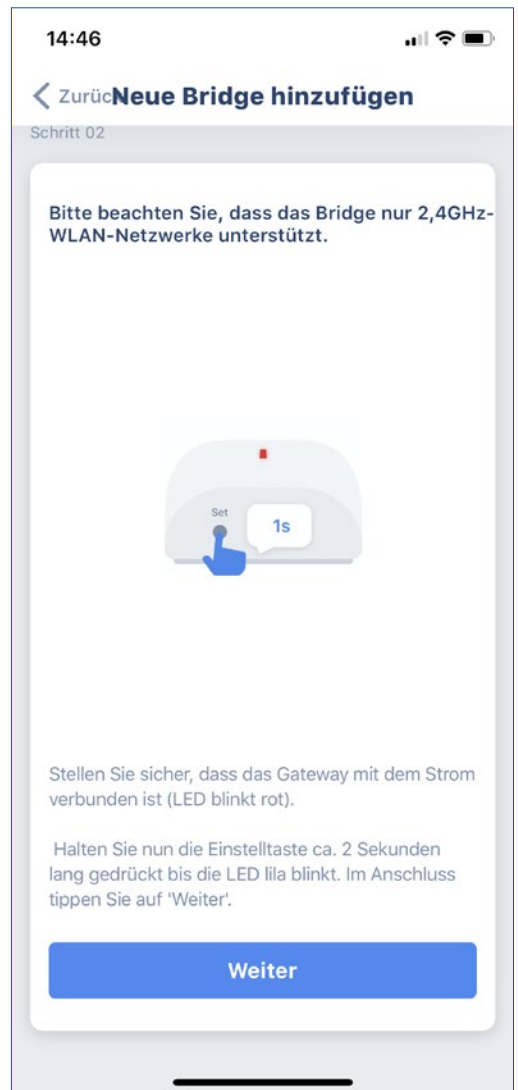 14:46
Zurüc Neue Bridge hinzufügen
Schritt 02
Bitte beachten Sie, dass das Bridge nur 2,4GHz-
WLAN-Netzwerke unterstützt.
Set
1s
Stellen Sie sicher, dass das Gateway mit dem Strom
verbunden ist (LED blinkt rot).
Halten Sie nun die Einstelltaste ca. 2 Sekunden
lang gedrückt bis die LED lila blinkt. Im Anschluss
tippen Sie auf 'Weiter'.
Weiter